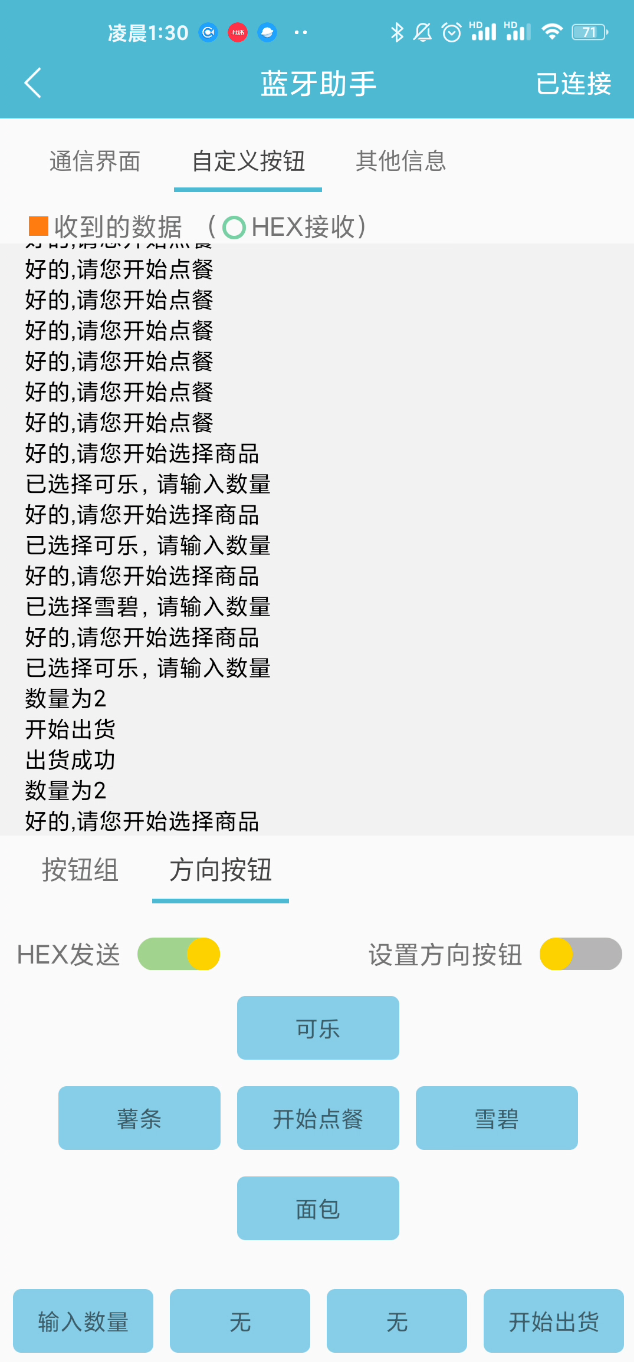 凌晨1:30
HD HD 71
蓝牙助手 已连接
通信界面 自定义按钮 其他信息
收到的数据 （ HEX接收）
好的,请您开始点餐
好的,请您开始点餐
好的,请您开始点餐
好的,请您开始点餐
好的,请您开始点餐
好的,请您开始点餐
好的,请您开始点餐
好的,请您开始选择商品
已选择可乐，请输入数量
好的,请您开始选择商品
已选择可乐，请输入数量
好的,请您开始选择商品
已选择雪碧，请输入数量
好的,请您开始选择商品
已选择可乐，请输入数量
数量为2
开始出货
出货成功
数量为2
好的,请您开始选择商品
按钮组 方向按钮
HEX发送 设置方向按钮
可乐
薯条 开始点餐 雪碧
面包
输入数量 无 无 开始出货